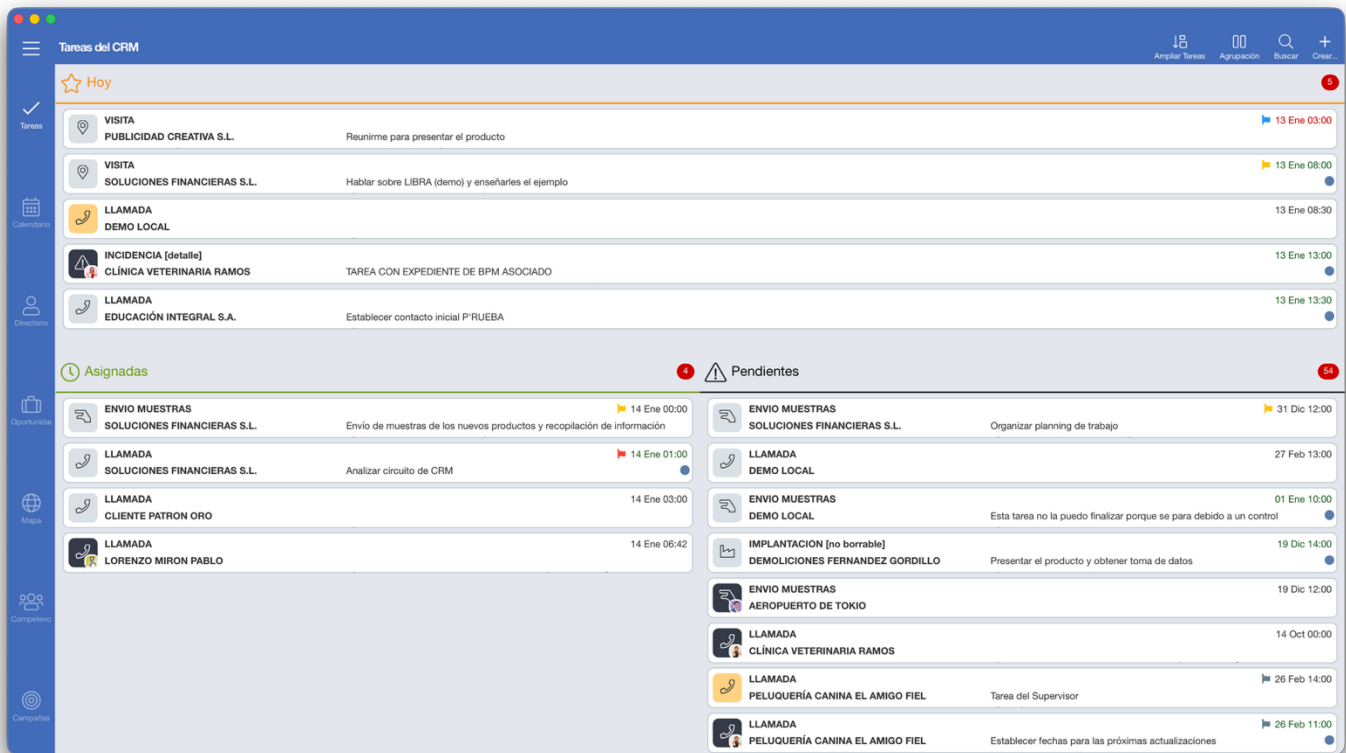 Tareas del CRM
Ampliar Tareas
Agrupación
Buscar
Crear...
Tareas
Calendario
Directorio
Oportunidad
Mapa
Competenc
Campañas
Hoy
5
VISITA
13 Ene 03:00
PUBLICIDAD CREATIVA S.L. Reunirme para presentar el producto
VISITA
13 Ene 08:00
SOLUCIONES FINANCIERAS S.L. Hablar sobre LIBRA (demo) y enseñarles el ejemplo
LLAMADA
13 Ene 08:30
DEMO LOCAL
INCIDENCIA [detalle]
13 Ene 13:00
CLÍNICA VETERINARIA RAMOS TAREA CON EXPEDIENTE DE BPM ASOCIADO
LLAMADA
13 Ene 13:30
EDUCACIÓN INTEGRAL S.A. Establecer contacto inicial P'RUEBA
Asignadas
4
ENVIO MUESTRAS
14 Ene 00:00
SOLUCIONES FINANCIERAS S.L. Envío de muestras de los nuevos productos y recopilación de información
LLAMADA
14 Ene 01:00
SOLUCIONES FINANCIERAS S.L. Analizar circuito de CRM
LLAMADA
14 Ene 03:00
CLIENTE PATRON ORO
LLAMADA
14 Ene 06:42
LORENZO MIRON PABLO
Pendientes
54
ENVIO MUESTRAS
31 Dic 12:00
SOLUCIONES FINANCIERAS S.L. Organizar planning de trabajo
LLAMADA
27 Feb 13:00
DEMO LOCAL
ENVIO MUESTRAS
01 Ene 10:00
DEMO LOCAL Esta tarea no la puedo finalizar porque se para debido a un control
IMPLANTACION [no borrable]
19 Dic 14:00
DEMOLICIONES FERNANDEZ GORDILLO Presentar el producto y obtener toma de datos
ENVIO MUESTRAS
19 Dic 12:00
AEROPUERTO DE TOKIO
LLAMADA
14 Oct 00:00
CLÍNICA VETERINARIA RAMOS
LLAMADA
26 Feb 14:00
PELUQUERÍA CANINA EL AMIGO FIEL Tarea del Supervisor
LLAMADA
26 Feb 11:00
PELUQUERÍA CANINA EL AMIGO FIEL Establecer fechas para las próximas actualizaciones